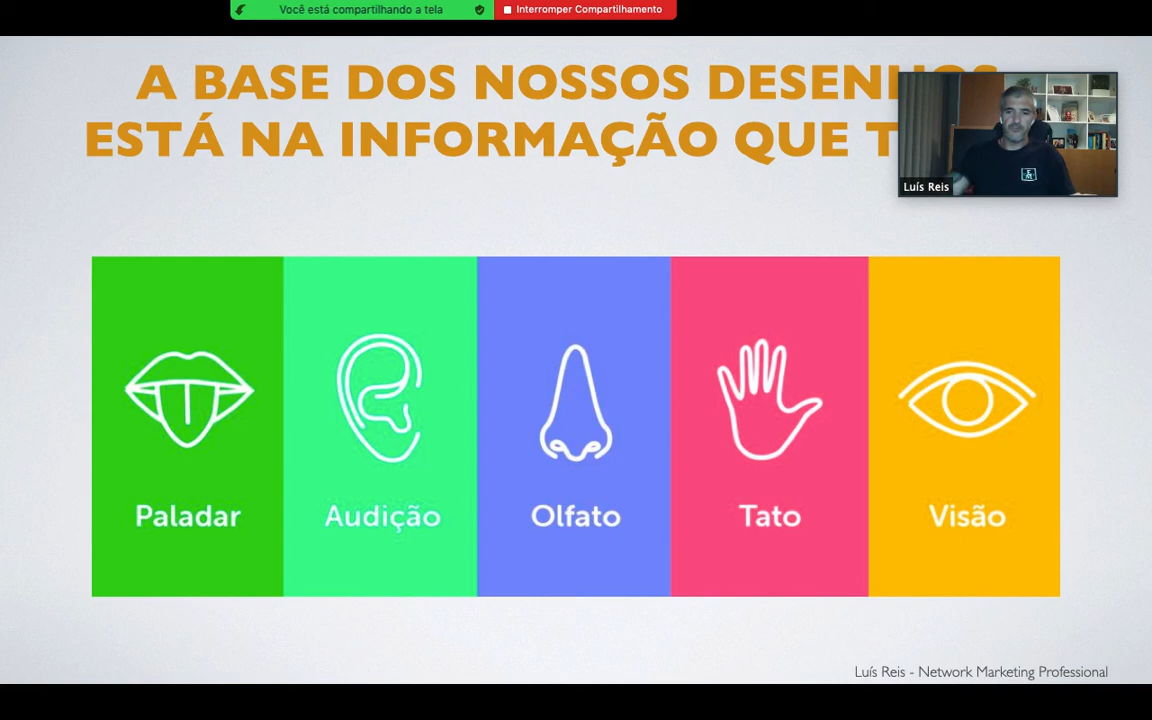 Você está compartilhando a tela
Interromper Compartilhamento
A BASE DOS NOSSOS
ESTÁ NA INFORMAÇÃO QUE
Luís Reis
Paladar
Audição
Olfato
Tato
Visão
Luís Reis - Network Marketing Professional